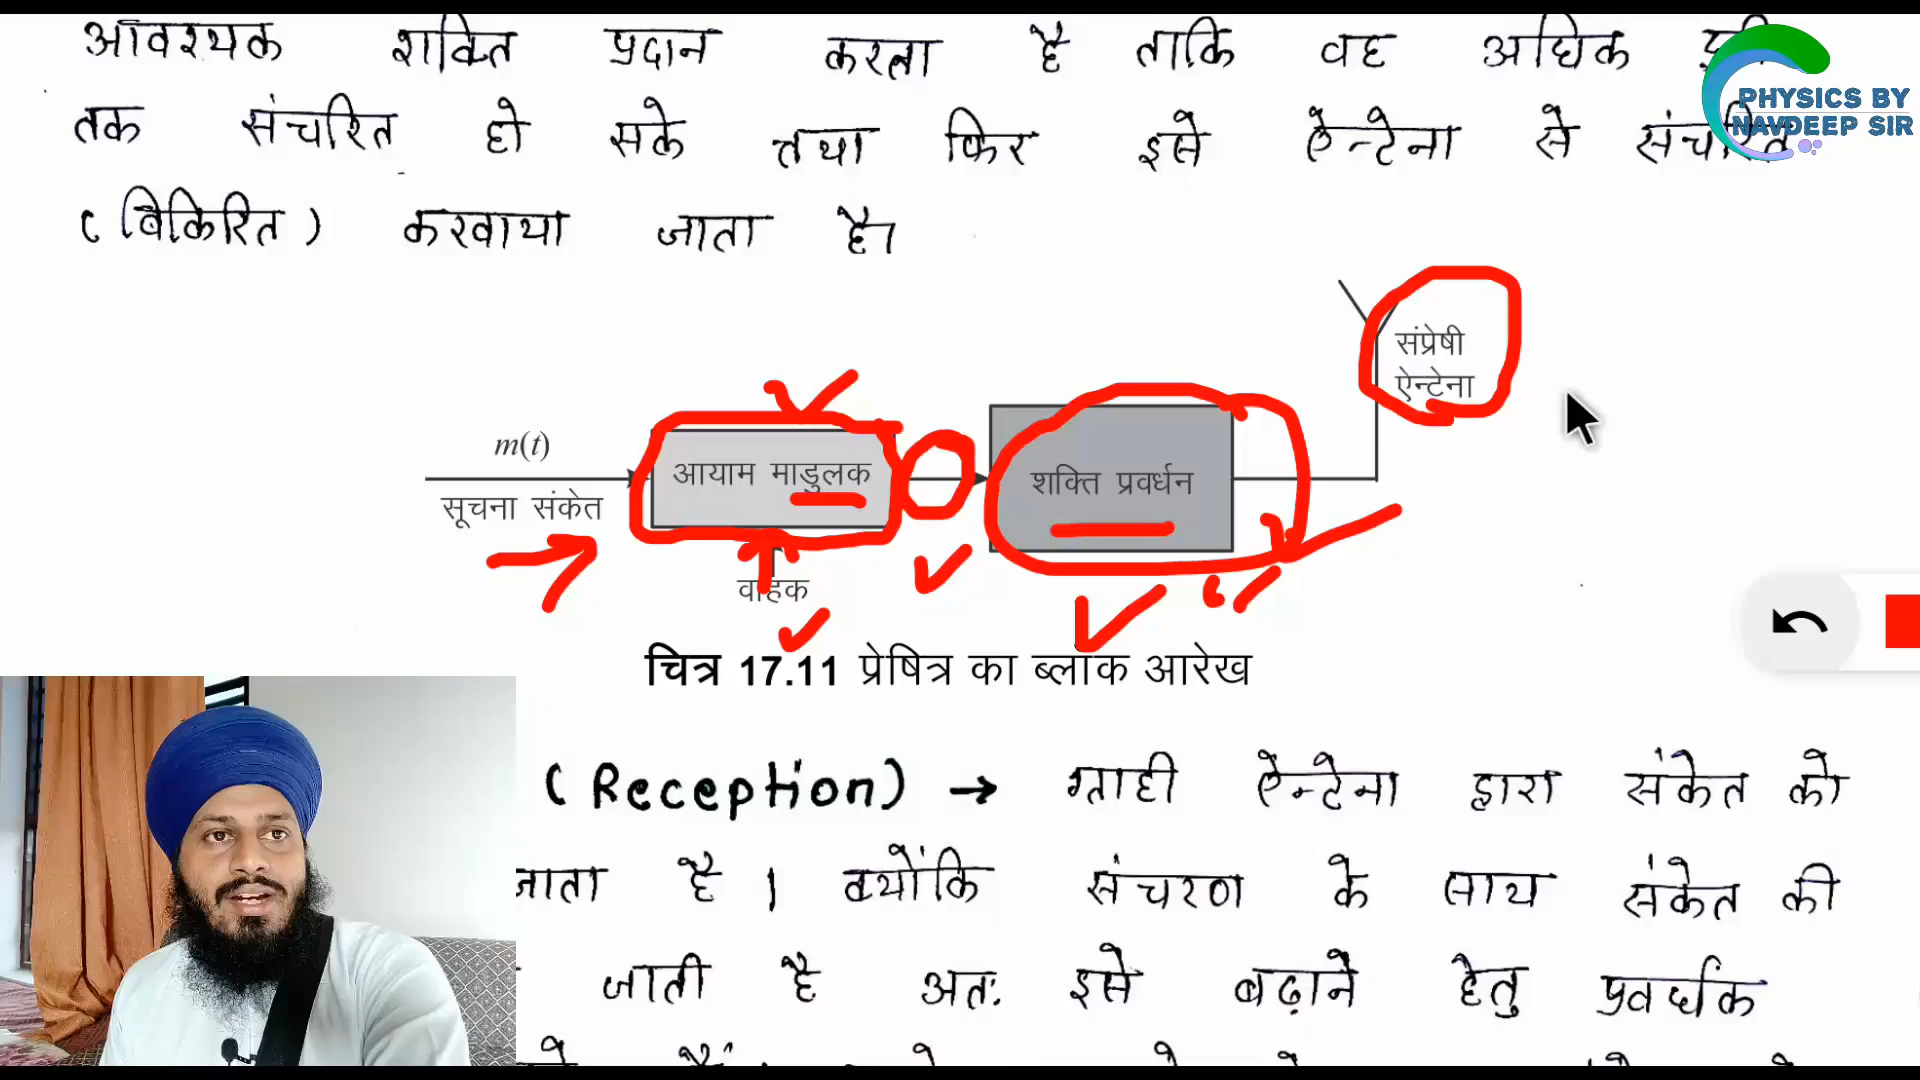 आवश्यक शक्ति प्रदान करता है ताकि वह अधिक
PHYSICS BY
NAVDEEP SIR
तक संचरित हो सके तथा फिर इसे ऐन्टेना से संचरित
(विकिरित) करवाया जाता है।
संप्रेषी
ऐन्टेना
m(t)
आयाम माडुलक
शक्ति प्रवर्धन
सूचना संकेत
वाहक
चित्र 17.11 प्रेषित्र का ब्लाक आरेख
(Reception) → ग्राही ऐन्टेना द्वारा संकेत को
जाता है। क्योंकि संचरण के साथ संकेत की
जाती है अतः इसे बढ़ाने हेतु प्रवर्धक